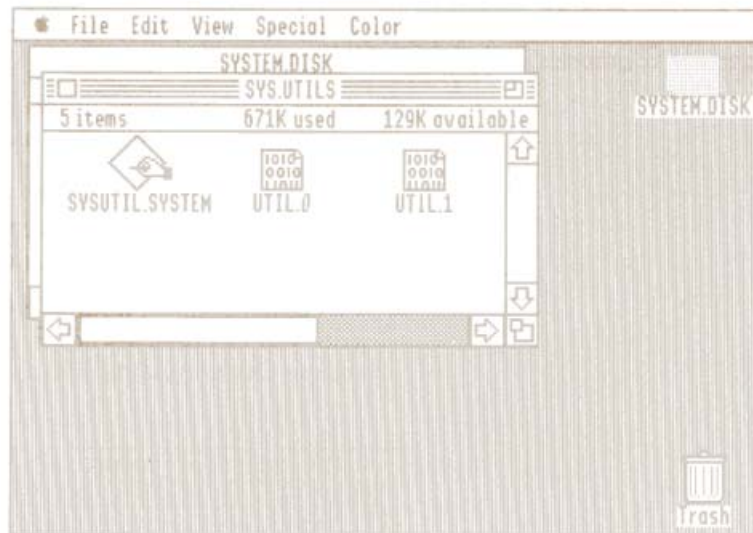 File Edit View Special Color
SYSTEM.DISK
SYS.UTILS
5 items 671K used 129K available
SYSUTIL.SYSTEM UTIL.0 UTIL.1
SYSTEM.DISK
Trash